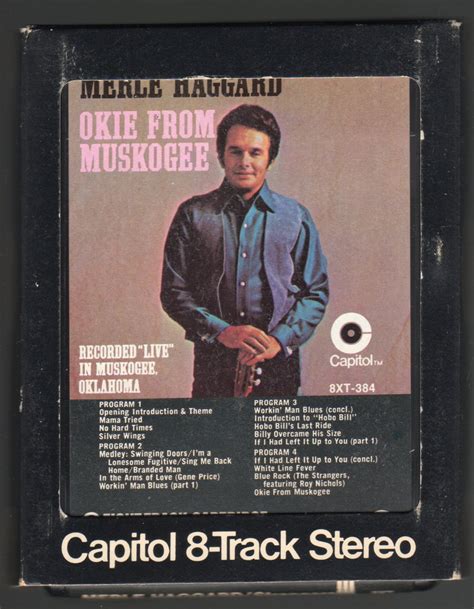 MERLE HAGGARD
OKIE FROM
MUSKOGEE
RECORDED "LIVE"
IN MUSKOGEE,
OKLAHOMA
Capitol™
8XT-384
PROGRAM 1
Opening Introduction & Theme
Mama Tried
No Hard Times
Silver Wings
PROGRAM 2
Medley: Swinging Doors/I'm a
Lonesome Fugitive/Sing Me Back
Home/Branded Man
In the Arms of Love (Gene Price)
Workin' Man Blues (part 1)
PROGRAM 3
Workin' Man Blues (concl.)
Introduction to "Hobo Bill"
Hobo Bill's Last Ride
Billy Overcame His Size
If I Had Left It Up to You (part 1)
PROGRAM 4
If I Had Left It Up to You (concl.)
White Line Fever
Blue Rock (The Strangers,
featuring Roy Nichols)
Okie From Muskogee
Capitol 8-Track Stereo